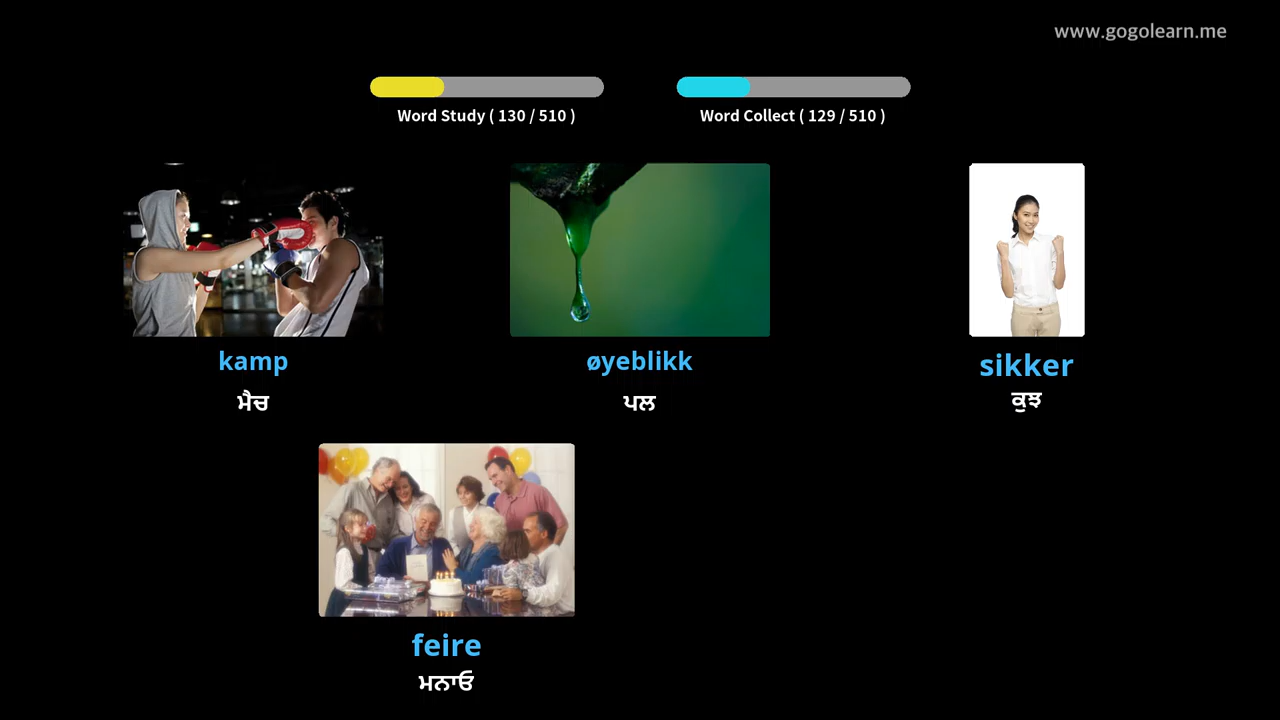 www.gogolearn.me
Word Study ( 130 / 510 )
Word Collect ( 129 / 510 )
kamp
øyeblikk
sikker
ਮੈਚ
ਪਲ
ਕੁਝ
feire
ਮਨਾਓ